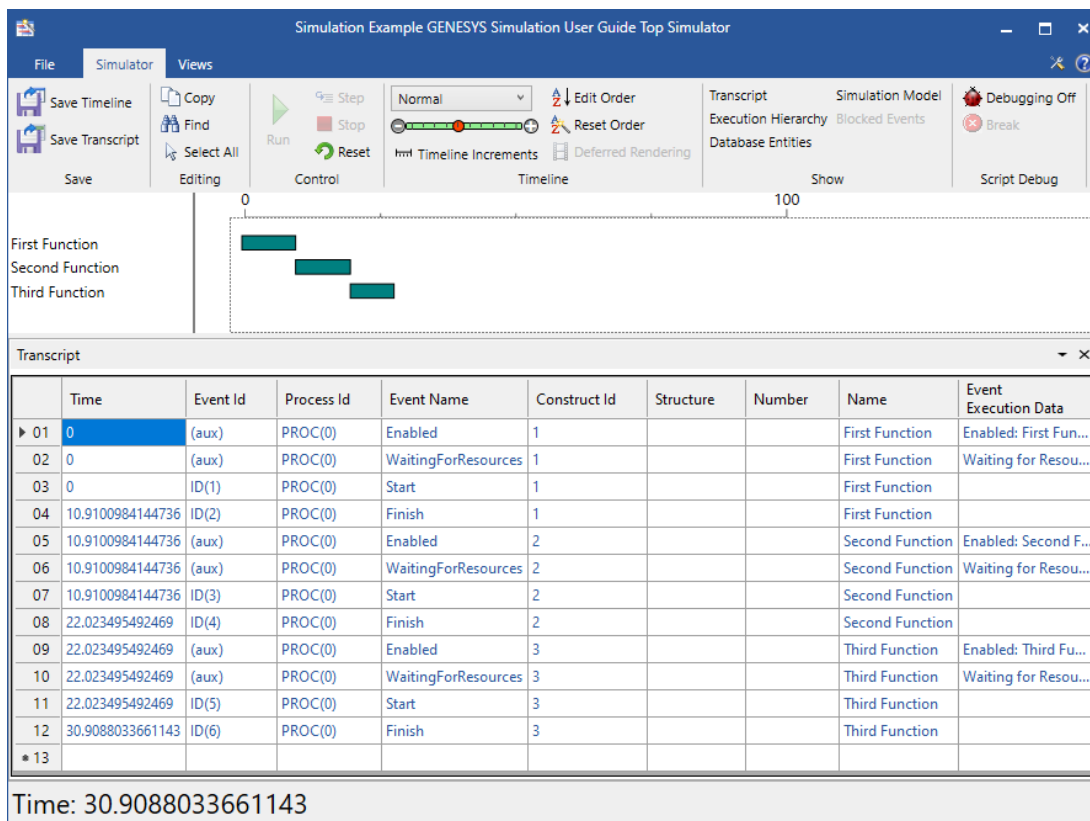 Simulation Example GENESYS Simulation User Guide Top Simulator
File Simulator Views
Save Timeline Copy Step Normal Edit Order Transcript Simulation Model Debugging Off
Save Transcript Find Run Stop Reset Order Execution Hierarchy Blocked Events Break
Select All Reset Timeline Increments Deferred Rendering Database Entities
Save Editing Control Timeline Show Script Debug
0 100
First Function
Second Function
Third Function
Transcript
Time Event Id Process Id Event Name Construct Id Structure Number Name Event Execution Data
01 0 (aux) PROC(0) Enabled 1 First Function Enabled: First Fun...
02 0 (aux) PROC(0) WaitingForResources 1 First Function Waiting for Resou...
03 0 ID(1) PROC(0) Start 1 First Function
04 10.9100984144736 ID(2) PROC(0) Finish 1 First Function
05 10.9100984144736 (aux) PROC(0) Enabled 2 Second Function Enabled: Second F...
06 10.9100984144736 (aux) PROC(0) WaitingForResources 2 Second Function Waiting for Resou...
07 10.9100984144736 ID(3) PROC(0) Start 2 Second Function
08 22.023495492469 ID(4) PROC(0) Finish 2 Second Function
09 22.023495492469 (aux) PROC(0) Enabled 3 Third Function Enabled: Third Fu...
10 22.023495492469 (aux) PROC(0) WaitingForResources 3 Third Function Waiting for Resou...
11 22.023495492469 ID(5) PROC(0) Start 3 Third Function
12 30.9088033661143 ID(6) PROC(0) Finish 3 Third Function
* 13
Time: 30.9088033661143